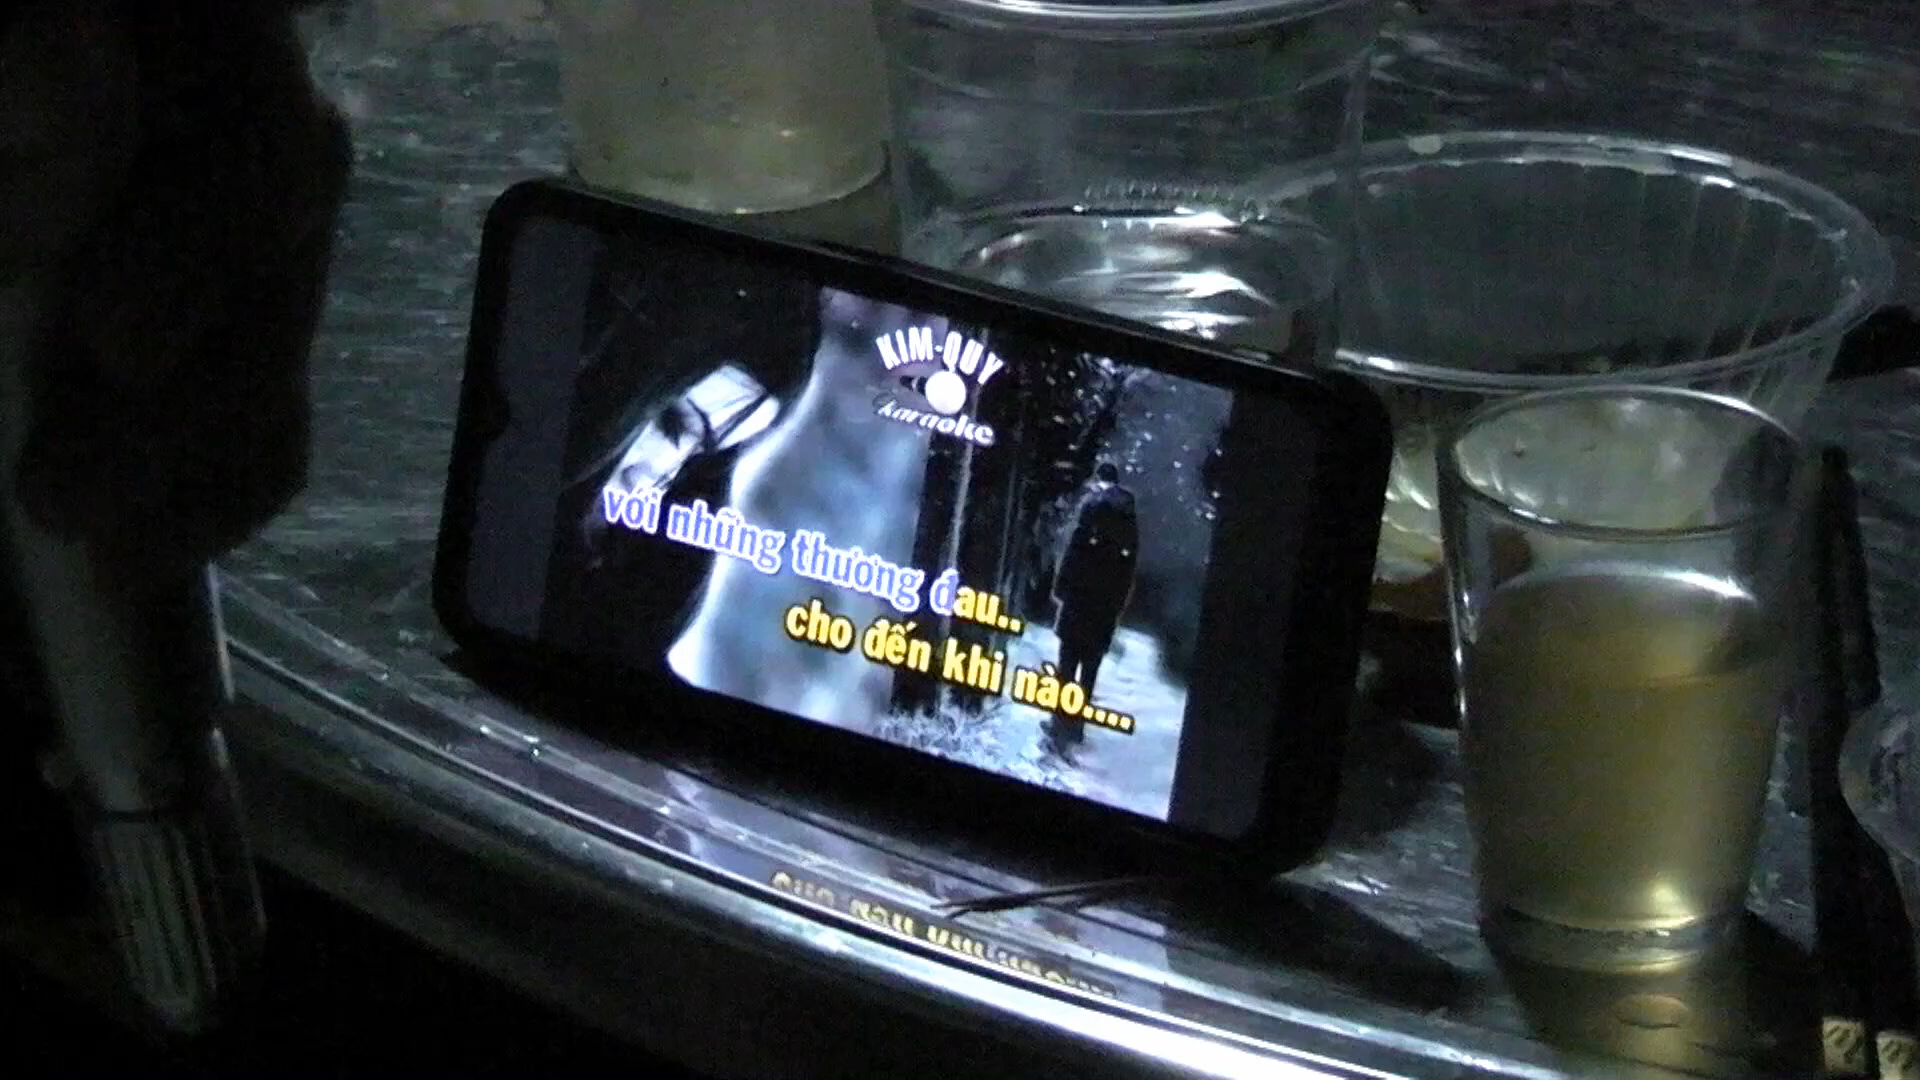 KIM-QUY
karaoke
với những thương đau..
cho đến khi nào....